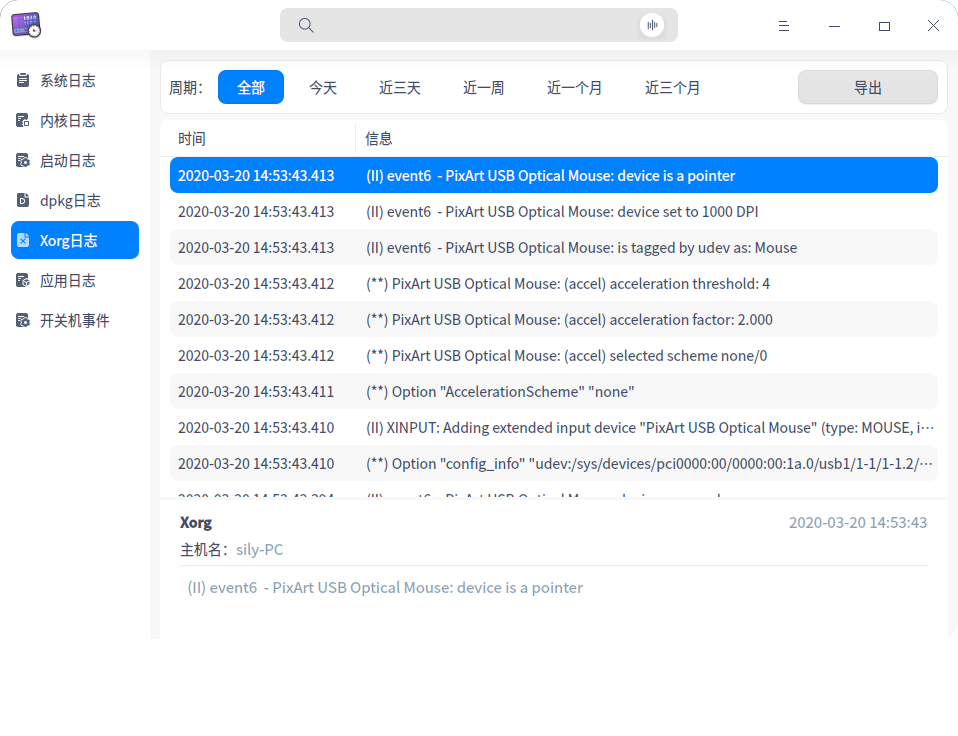 系统日志
内核日志
启动日志
dpkg日志
Xorg日志
应用日志
开关机事件
周期： 全部 今天 近三天 近一周 近一个月 近三个月 导出
时间 信息
2020-03-20 14:53:43.413 (II) event6 - PixArt USB Optical Mouse: device is a pointer
2020-03-20 14:53:43.413 (II) event6 - PixArt USB Optical Mouse: device set to 1000 DPI
2020-03-20 14:53:43.413 (II) event6 - PixArt USB Optical Mouse: is tagged by udev as: Mouse
2020-03-20 14:53:43.412 (**) PixArt USB Optical Mouse: (accel) acceleration threshold: 4
2020-03-20 14:53:43.412 (**) PixArt USB Optical Mouse: (accel) acceleration factor: 2.000
2020-03-20 14:53:43.412 (**) PixArt USB Optical Mouse: (accel) selected scheme none/0
2020-03-20 14:53:43.411 (**) Option "AccelerationScheme" "none"
2020-03-20 14:53:43.410 (II) XINPUT: Adding extended input device "PixArt USB Optical Mouse" (type: MOUSE, i…
2020-03-20 14:53:43.410 (**) Option "config_info" "udev:/sys/devices/pci0000:00/0000:00:1a.0/usb1/1-1/1-1.2/…
Xorg 2020-03-20 14:53:43
主机名： sily-PC
(II) event6 - PixArt USB Optical Mouse: device is a pointer